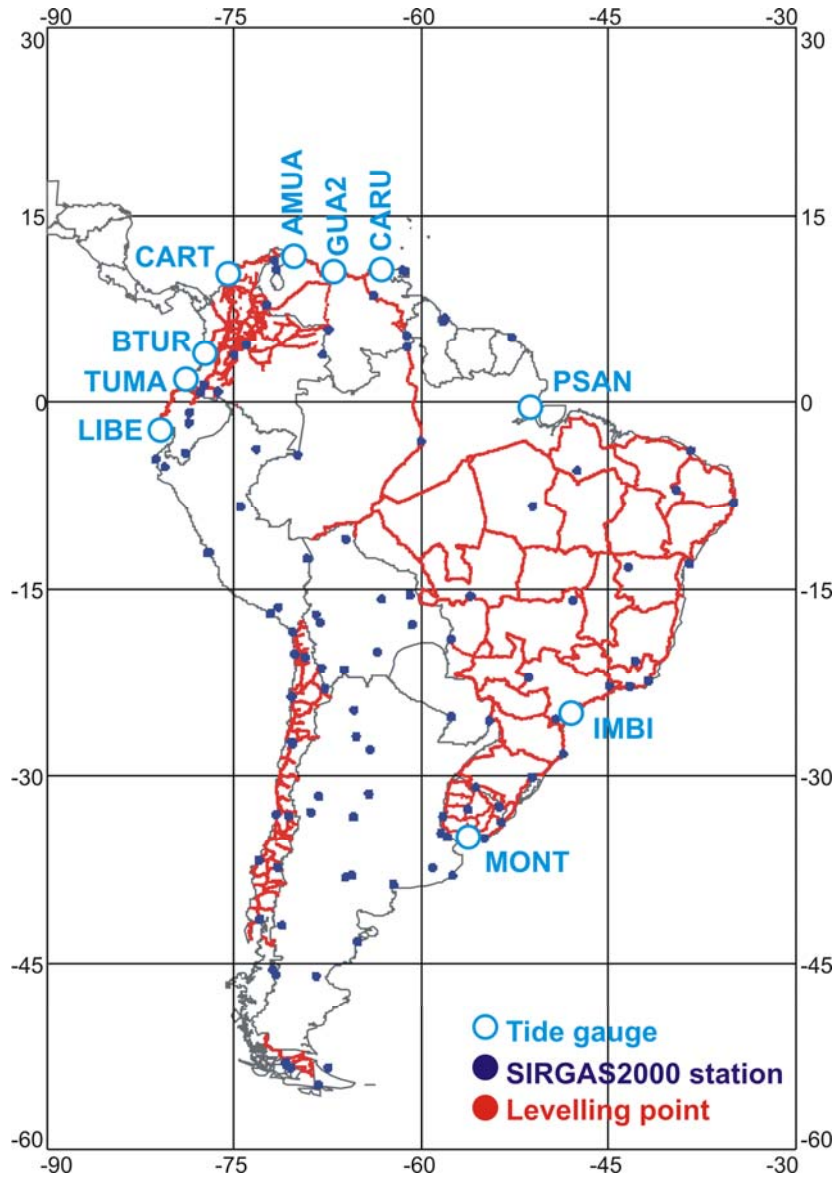 -90 -75 -60 -45 -30
30 30
AMUA
GUA2
CARU
15 15
CART
BTUR
TUMA
PSAN
0 0
LIBE
-15 -15
IMBI
-30 -30
MONT
-45 -45
Tide gauge
SIRGAS2000 station
Levelling point
-60 -60
-90 -75 -60 -45 -30